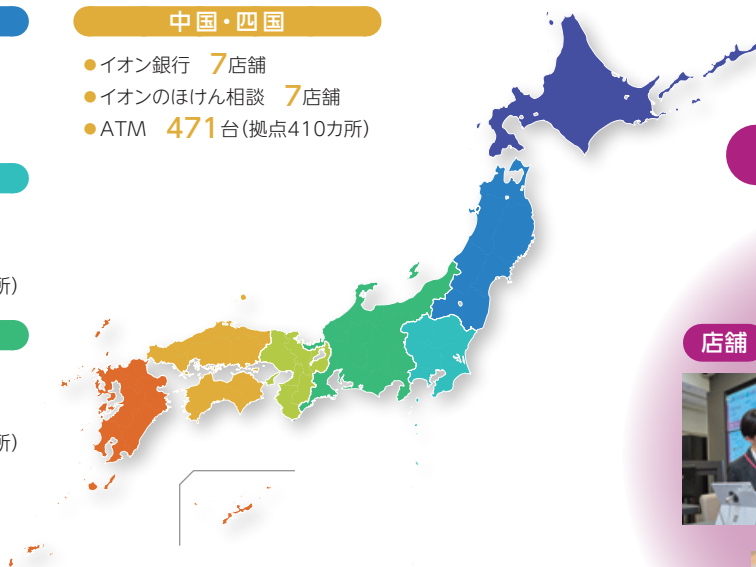 中国・四国
●イオン銀行 7店舗
●イオンのほけん相談 7店舗
●ATM 471台(拠点410カ所)
所)
所)
店舗